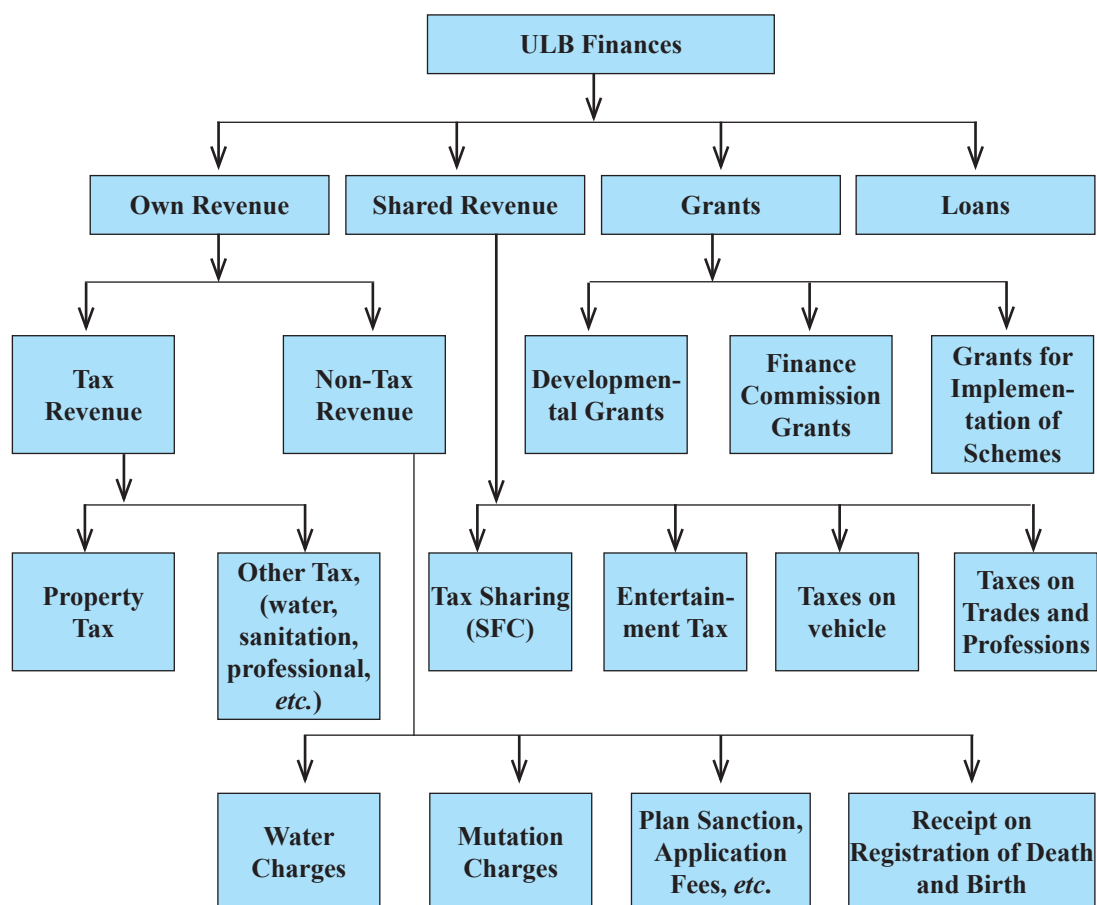 ULB Finances
Own Revenue
Shared Revenue
Grants
Loans
Tax
Revenue
Non-Tax
Revenue
Developmen-
tal Grants
Finance
Commission
Grants
Grants for
Implemen-
tation of
Schemes
Property
Tax
Other Tax,
(water,
sanitation,
professional,
etc.)
Tax Sharing
(SFC)
Entertain-
ment Tax
Taxes on
vehicle
Taxes on
Trades and
Professions
Water
Charges
Mutation
Charges
Plan Sanction,
Application
Fees, etc.
Receipt on
Registration of Death
and Birth